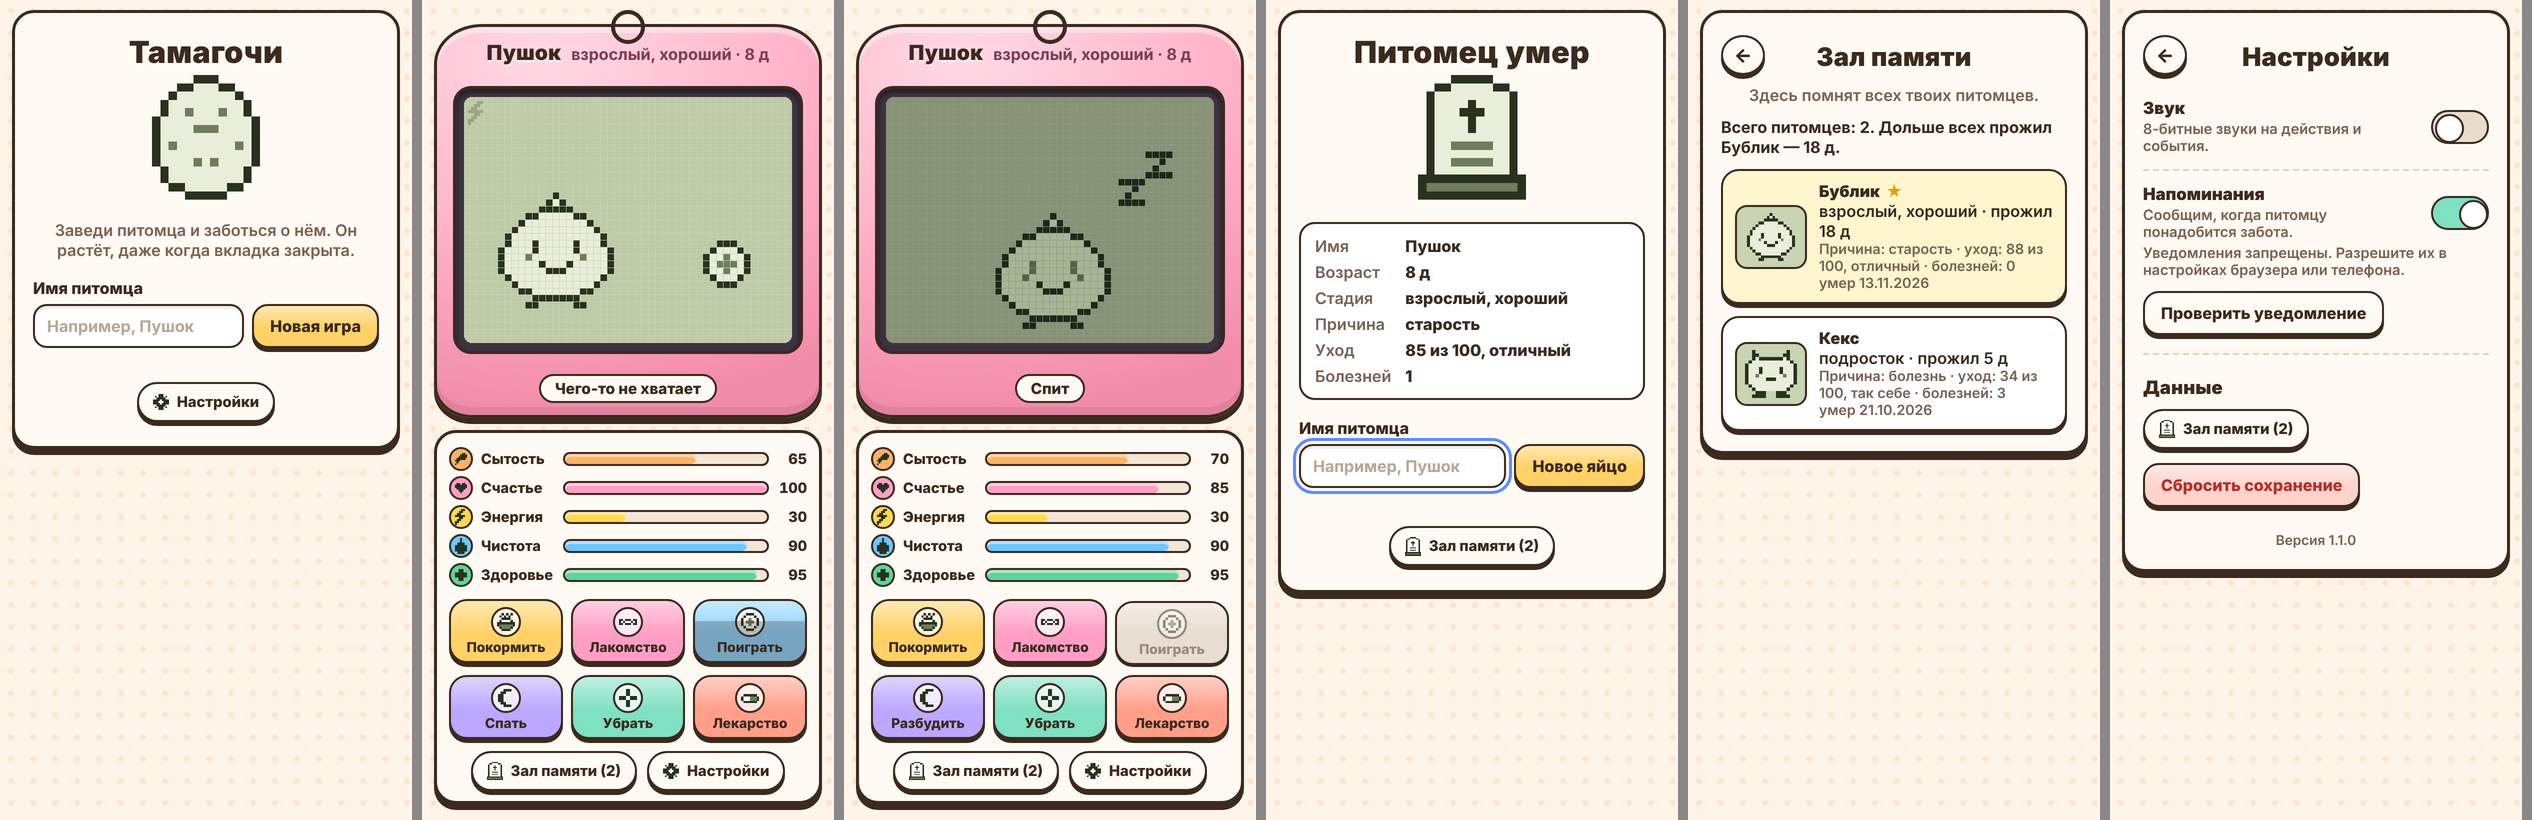 Тамагочи
Заведи питомца и заботься о нём. Он
растёт, даже когда вкладка закрыта.
Имя питомца
Например, Пушок
Новая игра
Настройки
Пушок взрослый, хороший · 8 д
Чего-то не хватает
Сытость 65
Счастье 100
Энергия 30
Чистота 90
Здоровье 95
Покормить
Лакомство
Поиграть
Спать
Убрать
Лекарство
Зал памяти (2)
Настройки
Пушок взрослый, хороший · 8 д
Спит
Сытость 70
Счастье 85
Энергия 30
Чистота 90
Здоровье 95
Покормить
Лакомство
Поиграть
Разбудить
Убрать
Лекарство
Зал памяти (2)
Настройки
Питомец умер
Имя Пушок
Возраст 8 д
Стадия взрослый, хороший
Причина старость
Уход 85 из 100, отличный
Болезней 1
Имя питомца
Например, Пушок
Новое яйцо
Зал памяти (2)
Зал памяти
Здесь помнят всех твоих питомцев.
Всего питомцев: 2. Дольше всех прожил
Бублик — 18 д.
Бублик ★
взрослый, хороший · прожил
18 д
Причина: старость · уход: 88 из
100, отличный · болезней: 0
умер 13.11.2026
Кекс
подросток · прожил 5 д
Причина: болезнь · уход: 34 из
100, так себе · болезней: 3
умер 21.10.2026
Настройки
Звук
8-битные звуки на действия и
события.
Напоминания
Сообщим, когда питомцу
понадобится забота.
Уведомления запрещены. Разрешите их в
настройках браузера или телефона.
Проверить уведомление
Данные
Зал памяти (2)
Сбросить сохранение
Версия 1.1.0